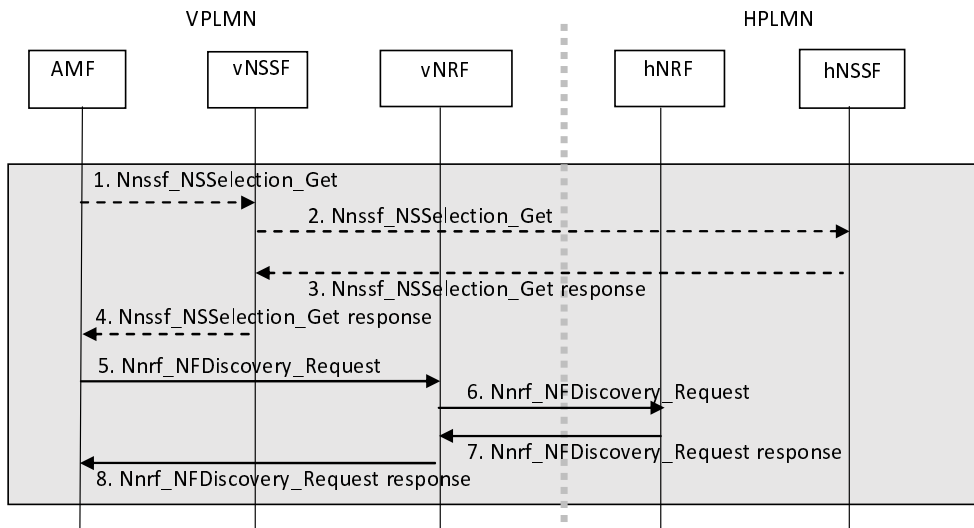 VPLMN
HPLMN
AMF
vNSSF
vNRF
hNRF
hNSSF
1. Nnssf_NSSelection_Get
2. Nnssf_NSSelection_Get
3. Nnssf_NSSelection_Get response
4. Nnssf_NSSelection_Get response
5. Nnrf_NFDiscovery_Request
6. Nnrf_NFDiscovery_Request
7. Nnrf_NFDiscovery_Request response
8. Nnrf_NFDiscovery_Request response